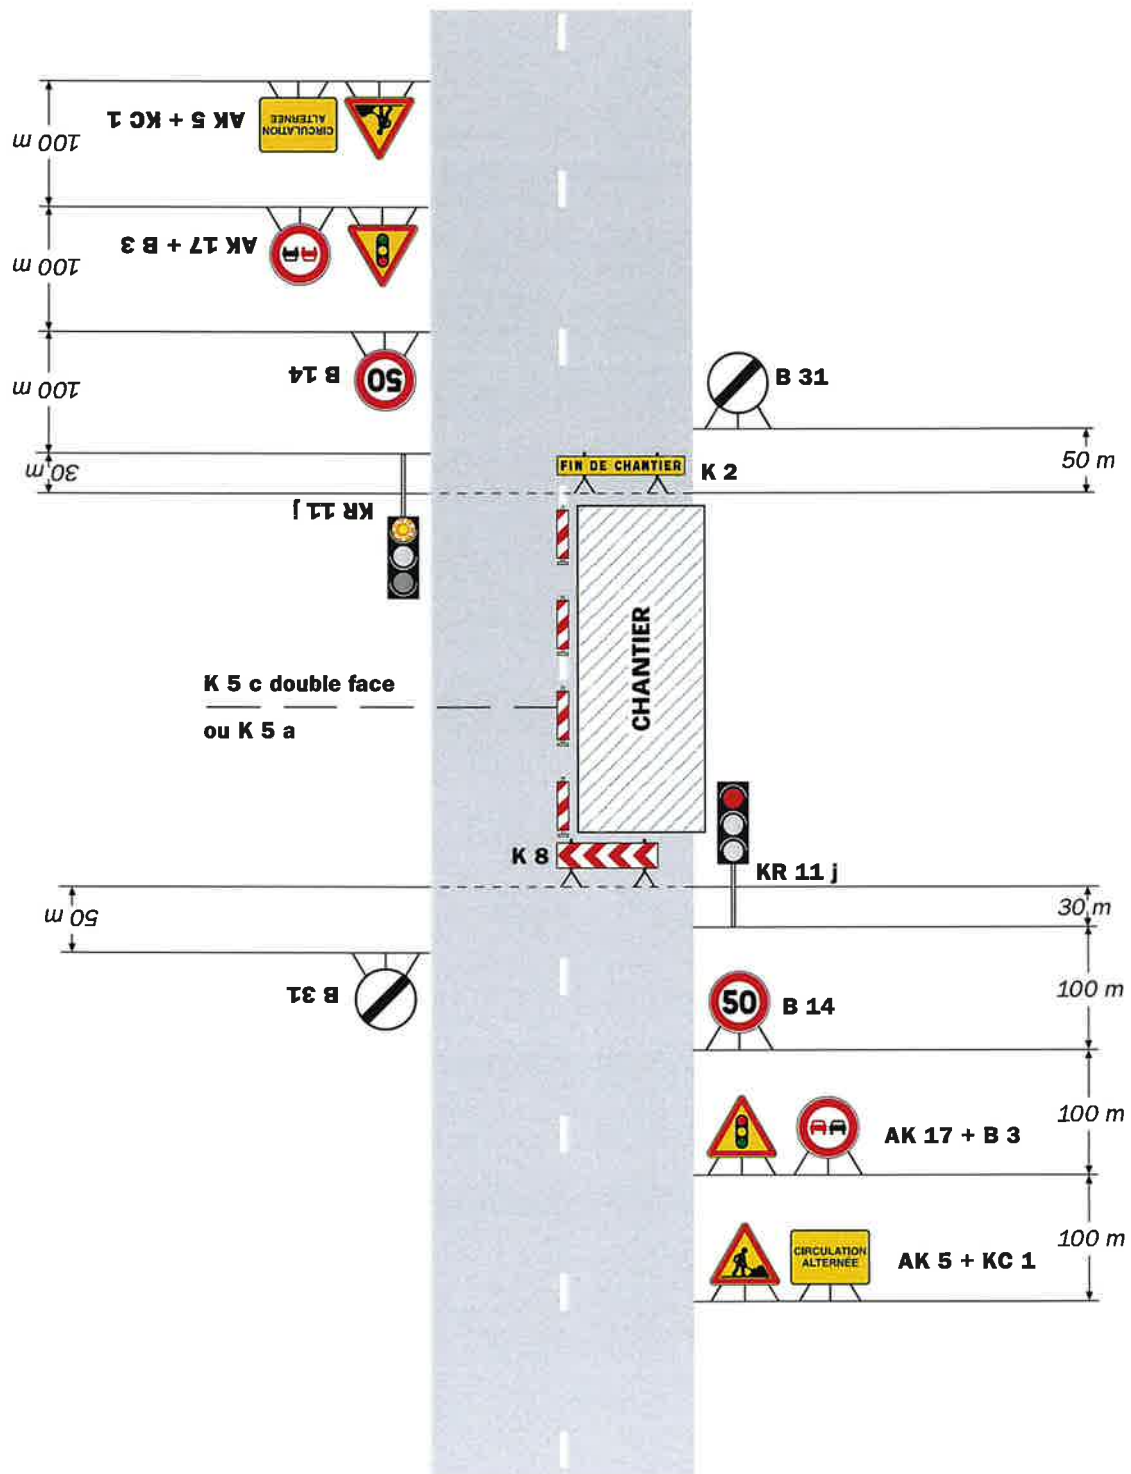 AK 5 + KC 1
CIRCULATION
ALTERNÉE
100 m
AK 17 + B 3
100 m
B 14
50
100 m
B 31
50 m
30 m
FIN DE CHANTIER
K 2
KR 11 j
CHANTIER
K 5 c double face
ou K 5 a
K 8
KR 11 j
50 m
30 m
B 31
50
B 14
100 m
AK 17 + B 3
100 m
CIRCULATION
ALTERNÉE
AK 5 + KC 1
100 m